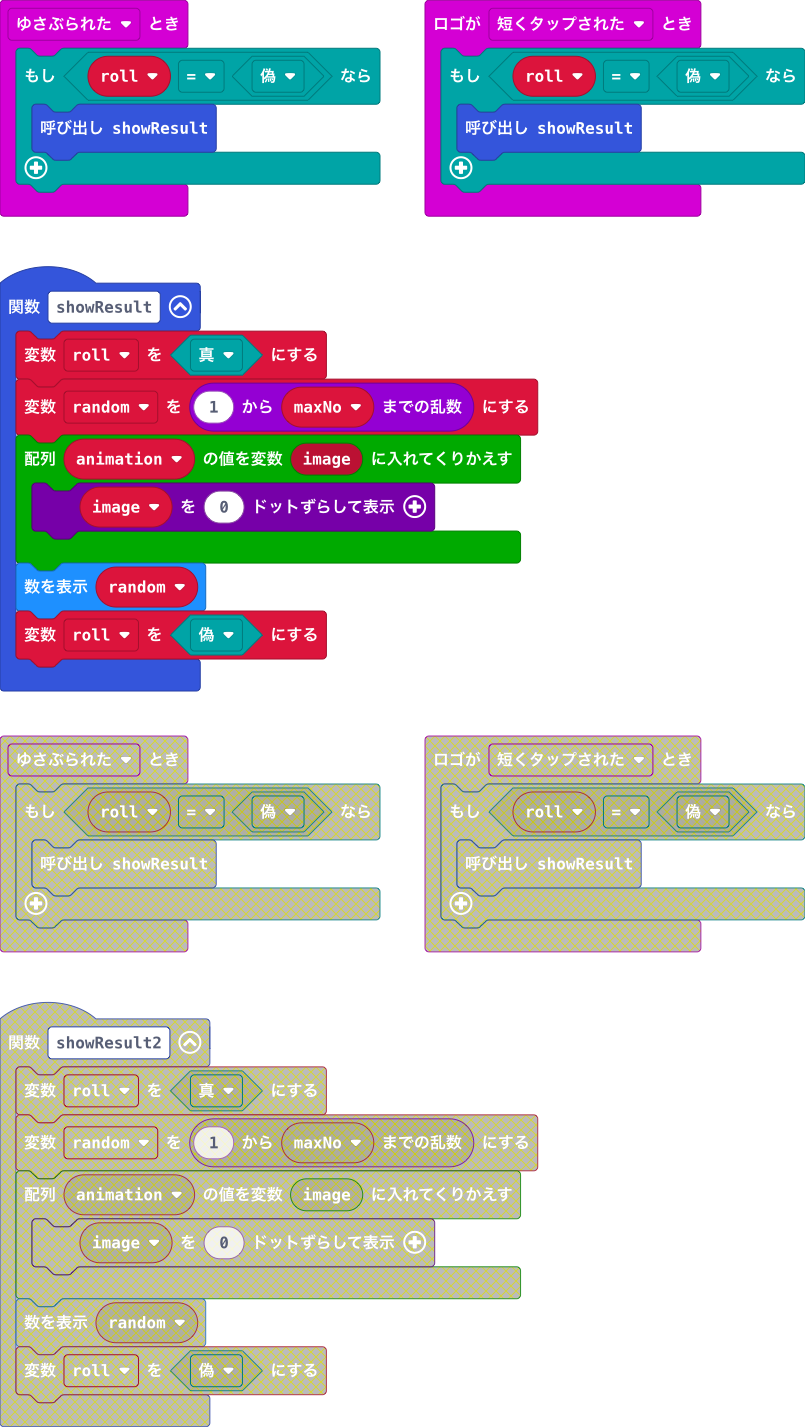 ゆさぶられた とき
もし roll = 偽 なら
呼び出し showResult
ロゴが 短くタップされた とき
もし roll = 偽 なら
呼び出し showResult
関数 showResult
変数 roll を 真 にする
変数 random を 1 から maxNo までの乱数 にする
配列 animation の値を変数 image に入れてくりかえす
image を 0 ドットずらして表示
数を表示 random
変数 roll を 偽 にする
ゆさぶられた とき
もし roll = 偽 なら
呼び出し showResult
ロゴが 短くタップされた とき
もし roll = 偽 なら
呼び出し showResult
関数 showResult2
変数 roll を 真 にする
変数 random を 1 から maxNo までの乱数 にする
配列 animation の値を変数 image に入れてくりかえす
image を 0 ドットずらして表示
数を表示 random
変数 roll を 偽 にする